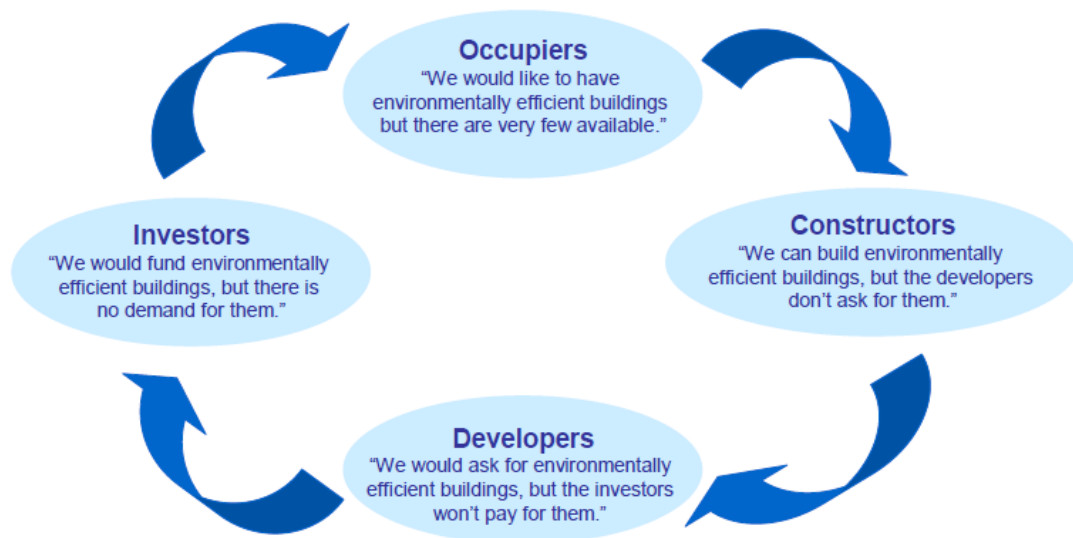 Occupiers
“We would like to have
environmentally efficient buildings
but there are very few available.”
Constructors
“We can build environmentally
efficient buildings, but the developers
don’t ask for them.”
Developers
“We would ask for environmentally
efficient buildings, but the investors
won’t pay for them.”
Investors
“We would fund environmentally
efficient buildings, but there is
no demand for them.”